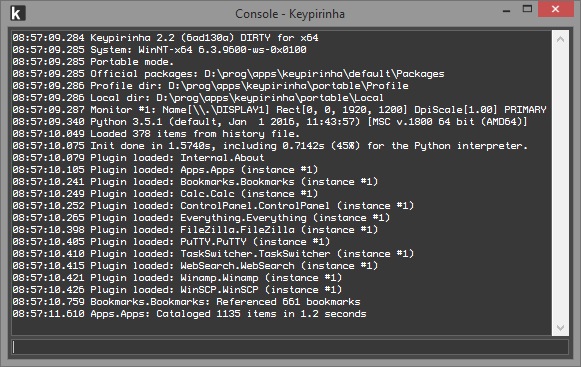 k
Console - Keypirinha
08:57:09.284 Keypirinha 2.2 (6ad130a) DIRTY for x64
08:57:09.285 System: WinNT-x64 6.3.9600-ws-0x0100
08:57:09.285 Portable mode.
08:57:09.285 Official packages: D:\prog\apps\keypirinha\default\Packages
08:57:09.286 Profile dir: D:\prog\apps\keypirinha\portable\Profile
08:57:09.286 Local dir: D:\prog\apps\keypirinha\portable\Local
08:57:09.287 Monitor #1: Name[\\.\DISPLAY1] Rect[0, 0, 1920, 1200] DpiScale[1.00] PRIMARY
08:57:09.340 Python 3.5.1 (default, Jan  1 2016, 11:43:57) [MSC v.1800 64 bit (AMD64)]
08:57:10.049 Loaded 378 items from history file.
08:57:10.075 Init done in 1.5740s, including 0.7142s (45%) for the Python interpreter.
08:57:10.079 Plugin loaded: Internal.About
08:57:10.105 Plugin loaded: Apps.Apps (instance #1)
08:57:10.241 Plugin loaded: Bookmarks.Bookmarks (instance #1)
08:57:10.249 Plugin loaded: Calc.Calc (instance #1)
08:57:10.252 Plugin loaded: ControlPanel.ControlPanel (instance #1)
08:57:10.265 Plugin loaded: Everything.Everything (instance #1)
08:57:10.398 Plugin loaded: FileZilla.FileZilla (instance #1)
08:57:10.405 Plugin loaded: PuTTY.PuTTY (instance #1)
08:57:10.410 Plugin loaded: TaskSwitcher.TaskSwitcher (instance #1)
08:57:10.415 Plugin loaded: WebSearch.WebSearch (instance #1)
08:57:10.421 Plugin loaded: Winamp.Winamp (instance #1)
08:57:10.426 Plugin loaded: WinSCP.WinSCP (instance #1)
08:57:10.759 Bookmarks.Bookmarks: Referenced 661 bookmarks
08:57:11.610 Apps.Apps: Cataloged 1135 items in 1.2 seconds